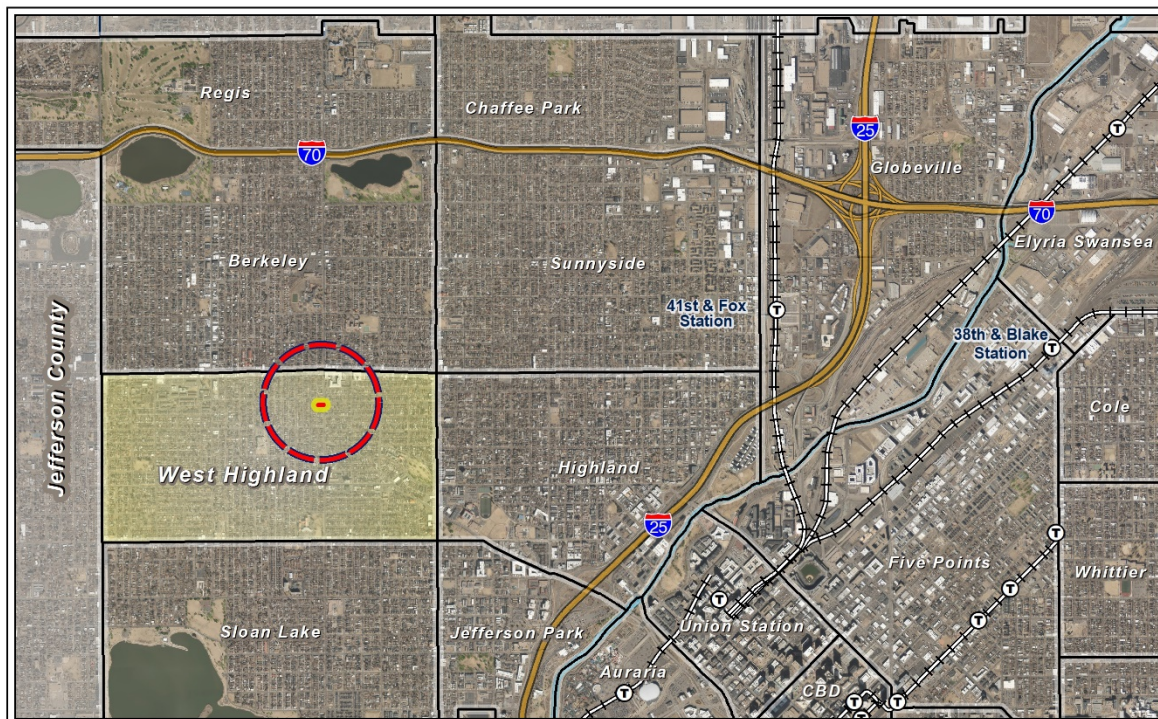 Regis
Chaffee Park
25
Globeville
70
70
Elyria Swansea
Berkeley
Sunnyside
41st & Fox
Station
38th & Blake
Station
Jefferson County
Cole
West Highland
Highland
25
Five Points
Whittier
Sloan Lake
Jefferson Park
Union Station
Auraria
CBD
T
T
T
T
T
T
T
T
T
T
T
T